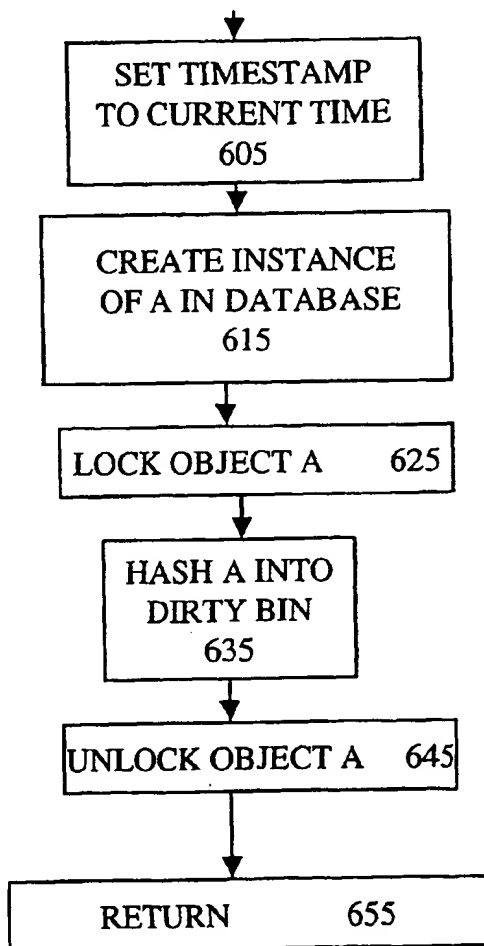 SET TIMESTAMP
TO CURRENT TIME
605
CREATE INSTANCE
OF A IN DATABASE
615
LOCK OBJECT A 625
HASH A INTO
DIRTY BIN
635
UNLOCK OBJECT A 645
RETURN 655